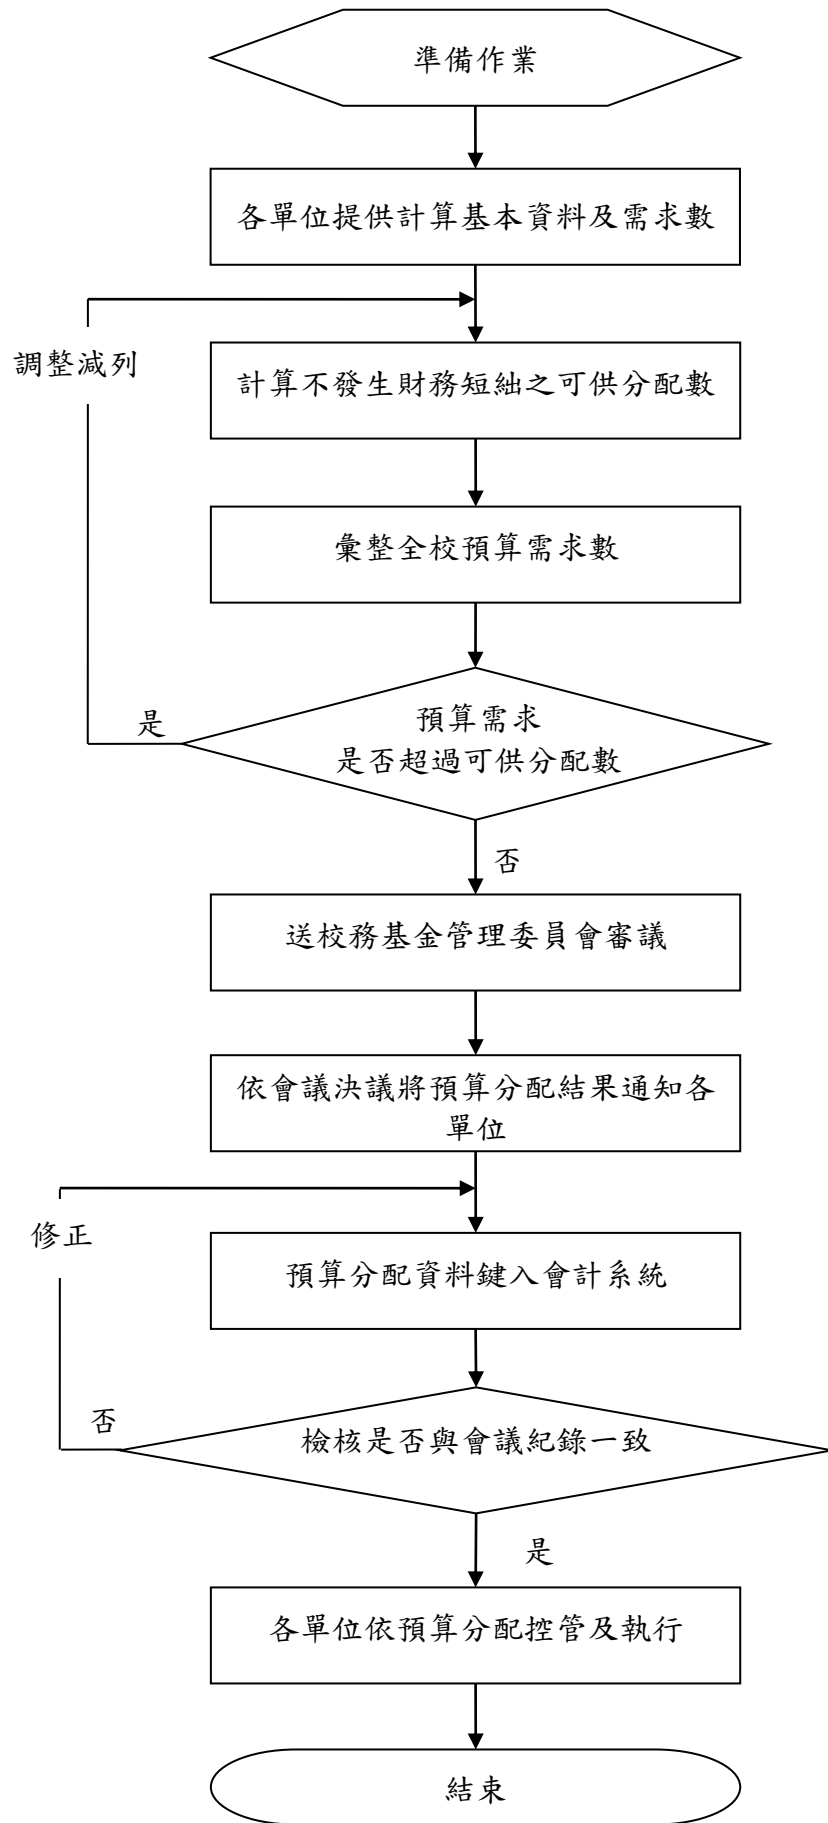 準備作業
各單位提供計算基本資料及需求數
調整減列
計算不發生財務短絀之可供分配數
彙整全校預算需求數
是
預算需求
是否超過可供分配數
否
送校務基金管理委員會審議
依會議決議將預算分配結果通知各
單位
修正
預算分配資料鍵入會計系統
否
檢核是否與會議紀錄一致
是
各單位依預算分配控管及執行
結束